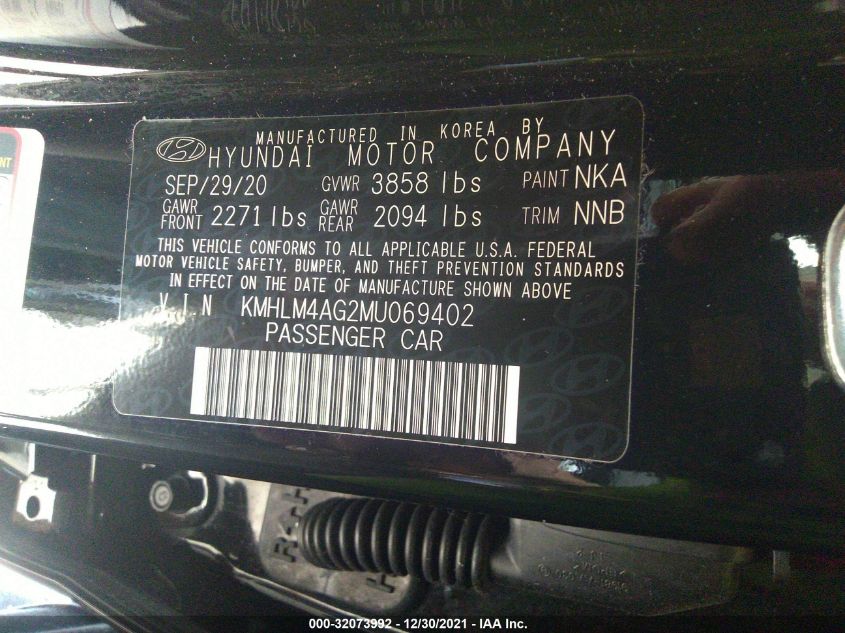 MANUFACTURED IN KOREA BY
HYUNDAI MOTOR COMPANY
SEP/29/20 GVWR 3858 lbs PAINT NKA
GAWR FRONT 2271 lbs GAWR REAR 2094 lbs TRIM NNB
THIS VEHICLE CONFORMS TO ALL APPLICABLE U.S.A. FEDERAL
MOTOR VEHICLE SAFETY, BUMPER, AND THEFT PREVENTION STANDARDS
IN EFFECT ON THE DATE OF MANUFACTURE SHOWN ABOVE
VIN KMHLM4AG2MU069402
PASSENGER CAR
000-32073992 - 12/30/2021 - IAA Inc.